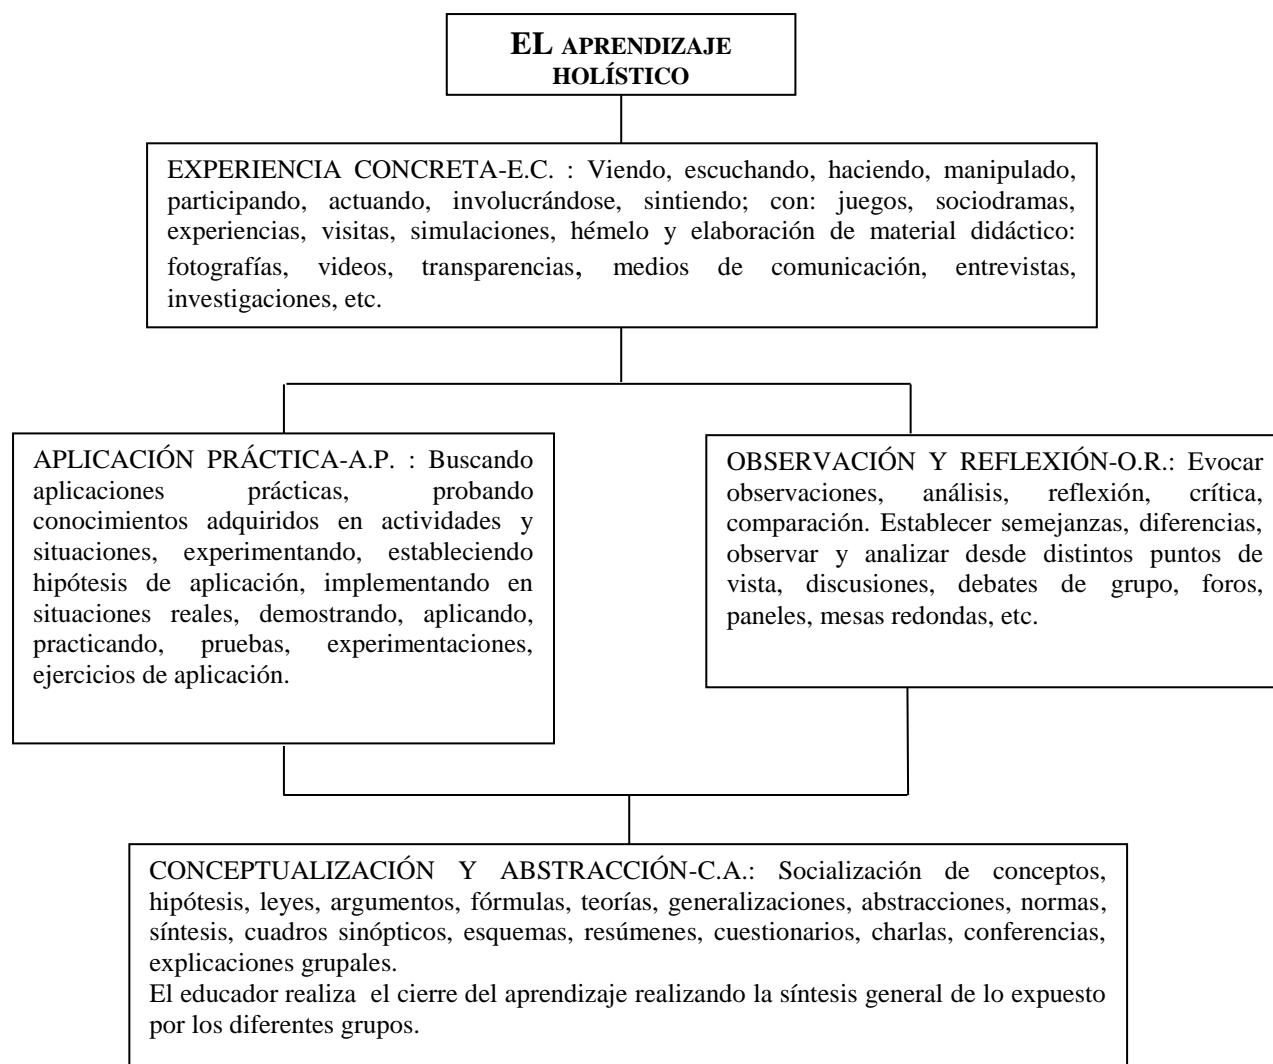 EL APRENDIZAJE
HOLÍSTICO
EXPERIENCIA CONCRETA-E.C. : Viendo, escuchando, haciendo, manipulado,
participando, actuando, involucrándose, sintiendo; con: juegos, sociodramas,
experiencias, visitas, simulaciones, hémelo y elaboración de material didáctico:
fotografías, videos, transparencias, medios de comunicación, entrevistas,
investigaciones, etc.
APLICACIÓN PRÁCTICA-A.P. : Buscando
aplicaciones prácticas, probando
conocimientos adquiridos en actividades y
situaciones, experimentando, estableciendo
hipótesis de aplicación, implementando en
situaciones reales, demostrando, aplicando,
practicando, pruebas, experimentaciones,
ejercicios de aplicación.
OBSERVACIÓN Y REFLEXIÓN-O.R.: Evocar
observaciones, análisis, reflexión, crítica,
comparación. Establecer semejanzas, diferencias,
observar y analizar desde distintos puntos de
vista, discusiones, debates de grupo, foros,
paneles, mesas redondas, etc.
CONCEPTUALIZACIÓN Y ABSTRACCIÓN-C.A.: Socialización de conceptos,
hipótesis, leyes, argumentos, fórmulas, teorías, generalizaciones, abstracciones, normas,
síntesis, cuadros sinópticos, esquemas, resúmenes, cuestionarios, charlas, conferencias,
explicaciones grupales.
El educador realiza el cierre del aprendizaje realizando la síntesis general de lo expuesto
por los diferentes grupos.